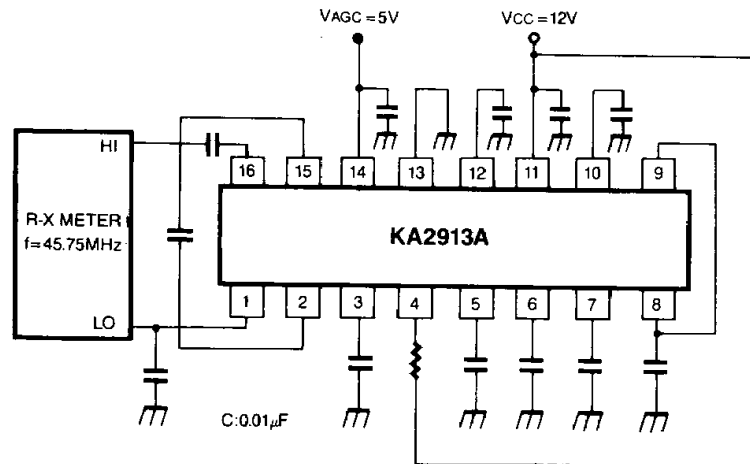 VAGC=5V
VCC=12V
HI
16 15 14 13 12 11 10 9
R-X METER
f=45.75MHz
KA2913A
LO
1 2 3 4 5 6 7 8
C:0.01μF